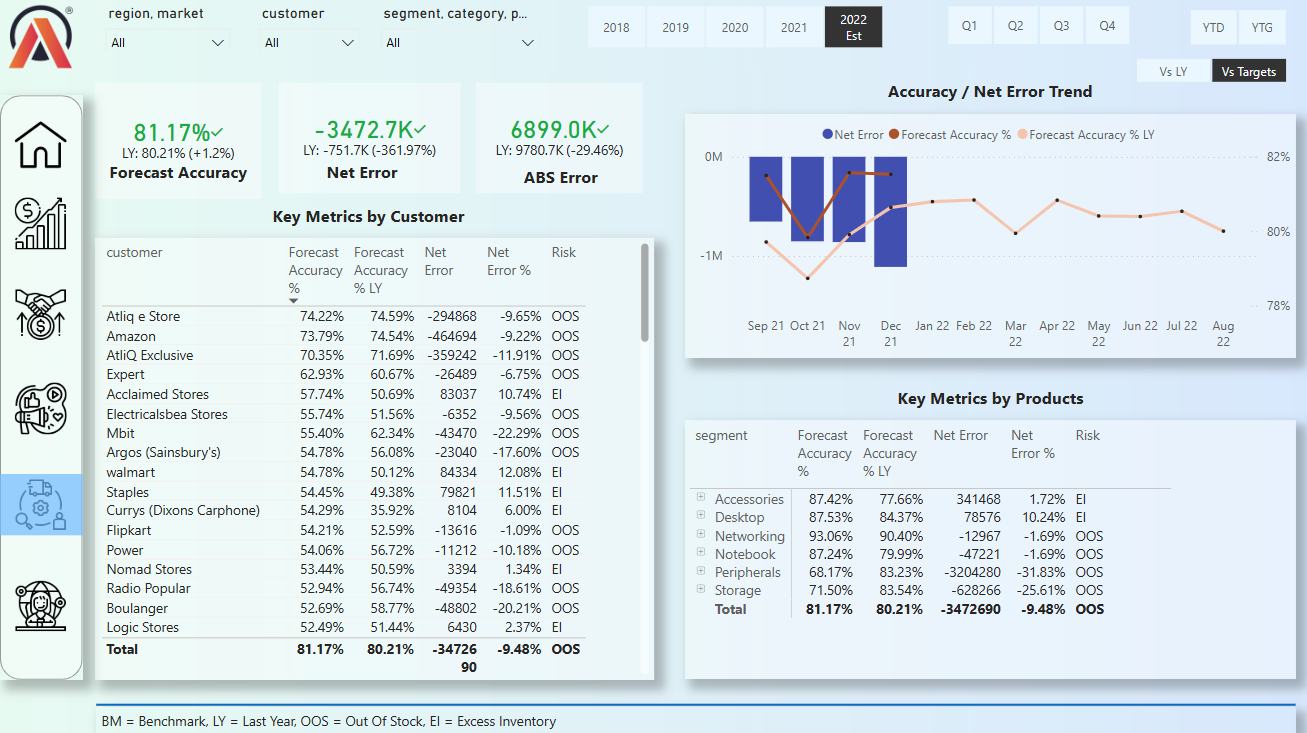 region, market
customer
segment, category, p...
All
All
All
2018
2019
2020
2021
2022
Est
Q1
Q2
Q3
Q4
YTD
YTG
Vs LY
Vs Targets
81.17%
LY: 80.21% (+1.2%)
Forecast Accuracy
-3472.7K
LY: -751.7K (-361.97%)
Net Error
6899.0K
LY: 9780.7K (-29.46%)
ABS Error
Key Metrics by Customer
customer Forecast Accuracy % Forecast Accuracy % LY Net Error Net Error % Risk
Atliq e Store 74.22% 74.59% -294868 -9.65% OOS
Amazon 73.79% 74.54% -464694 -9.22% OOS
AtliQ Exclusive 70.35% 71.69% -359242 -11.91% OOS
Expert 62.93% 60.67% -26489 -6.75% OOS
Acclaimed Stores 57.74% 50.69% 83037 10.74% EI
Electricalsbea Stores 55.74% 51.56% -6352 -9.56% OOS
Mbit 55.40% 62.34% -43470 -22.29% OOS
Argos (Sainsbury's) 54.78% 56.08% -23040 -17.60% OOS
walmart 54.78% 50.12% 84334 12.08% EI
Staples 54.45% 49.38% 79821 11.51% EI
Currys (Dixons Carphone) 54.29% 35.92% 8104 6.00% EI
Flipkart 54.21% 52.59% -13616 -1.09% OOS
Power 54.06% 56.72% -11212 -10.18% OOS
Nomad Stores 53.44% 50.59% 3394 1.34% EI
Radio Popular 52.94% 56.74% -49354 -18.61% OOS
Boulanger 52.69% 58.77% -48802 -20.21% OOS
Logic Stores 52.49% 51.44% 6430 2.37% EI
Total 81.17% 80.21% -34726 -9.48% OOS
90
Accuracy / Net Error Trend
Net Error Forecast Accuracy % Forecast Accuracy % LY
0M
-1M
82%
80%
78%
Sep 21 Oct 21 Nov 21 Dec 21 Jan 22 Feb 22 Mar 22 Apr 22 May 22 Jun 22 Jul 22 Aug 22
Key Metrics by Products
segment Forecast Accuracy % Forecast Accuracy % LY Net Error Net Error % Risk
Accessories 87.42% 77.66% 341468 1.72% EI
Desktop 87.53% 84.37% 78576 10.24% EI
Networking 93.06% 90.40% -12967 -1.69% OOS
Notebook 87.24% 79.99% -47221 -1.69% OOS
Peripherals 68.17% 83.23% -3204280 -31.83% OOS
Storage 71.50% 83.54% -628266 -25.61% OOS
Total 81.17% 80.21% -3472690 -9.48% OOS
BM = Benchmark, LY = Last Year, OOS = Out Of Stock, EI = Excess Inventory